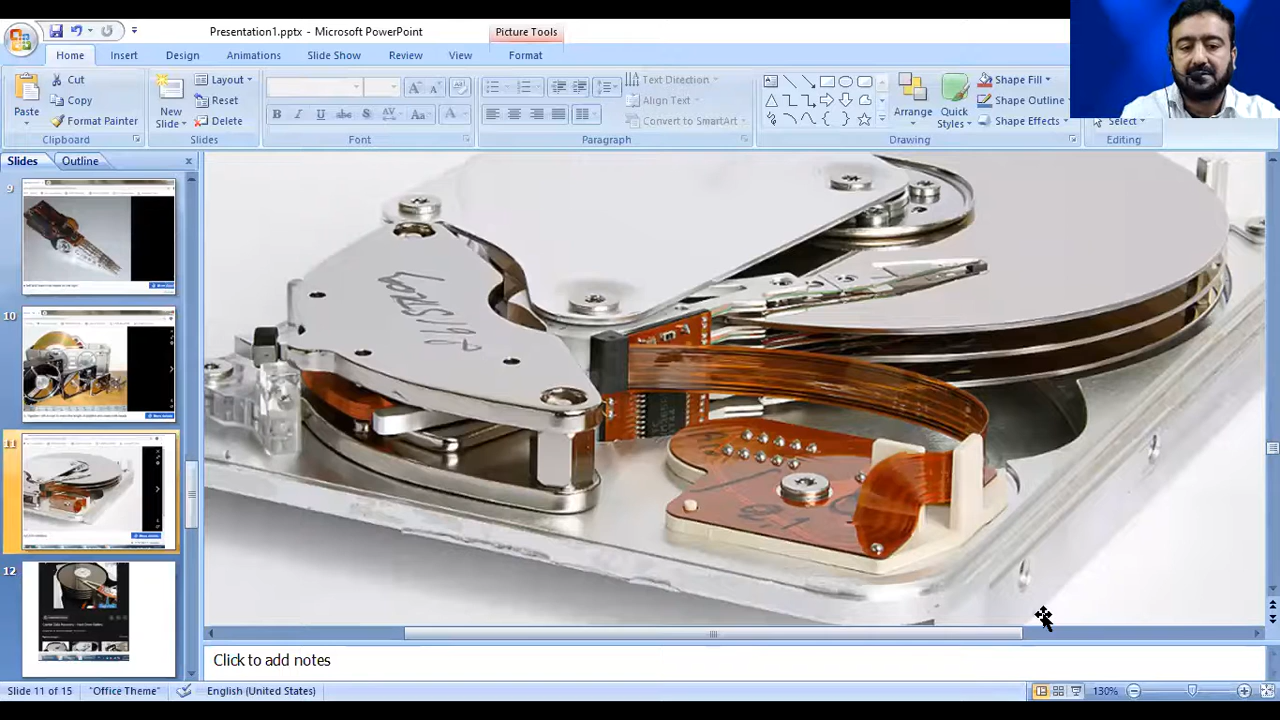 Presentation1.pptx - Microsoft PowerPoint
Picture Tools
Home
Insert
Design
Animations
Slide Show
Review
View
Format
Paste
Cut
Copy
Format Painter
Clipboard
New
Slide
Layout
Reset
Delete
Slides
B
I
U
abc
S
AV
Aa
A
Font
Text Direction
Align Text
Convert to SmartArt
Paragraph
Arrange
Quick
Styles
Shape Fill
Shape Outline
Shape Effects
Drawing
Select
Editing
Slides
Outline
9
10
11
12
Click to add notes
Slide 11 of 15
"Office Theme"
English (United States)
130%